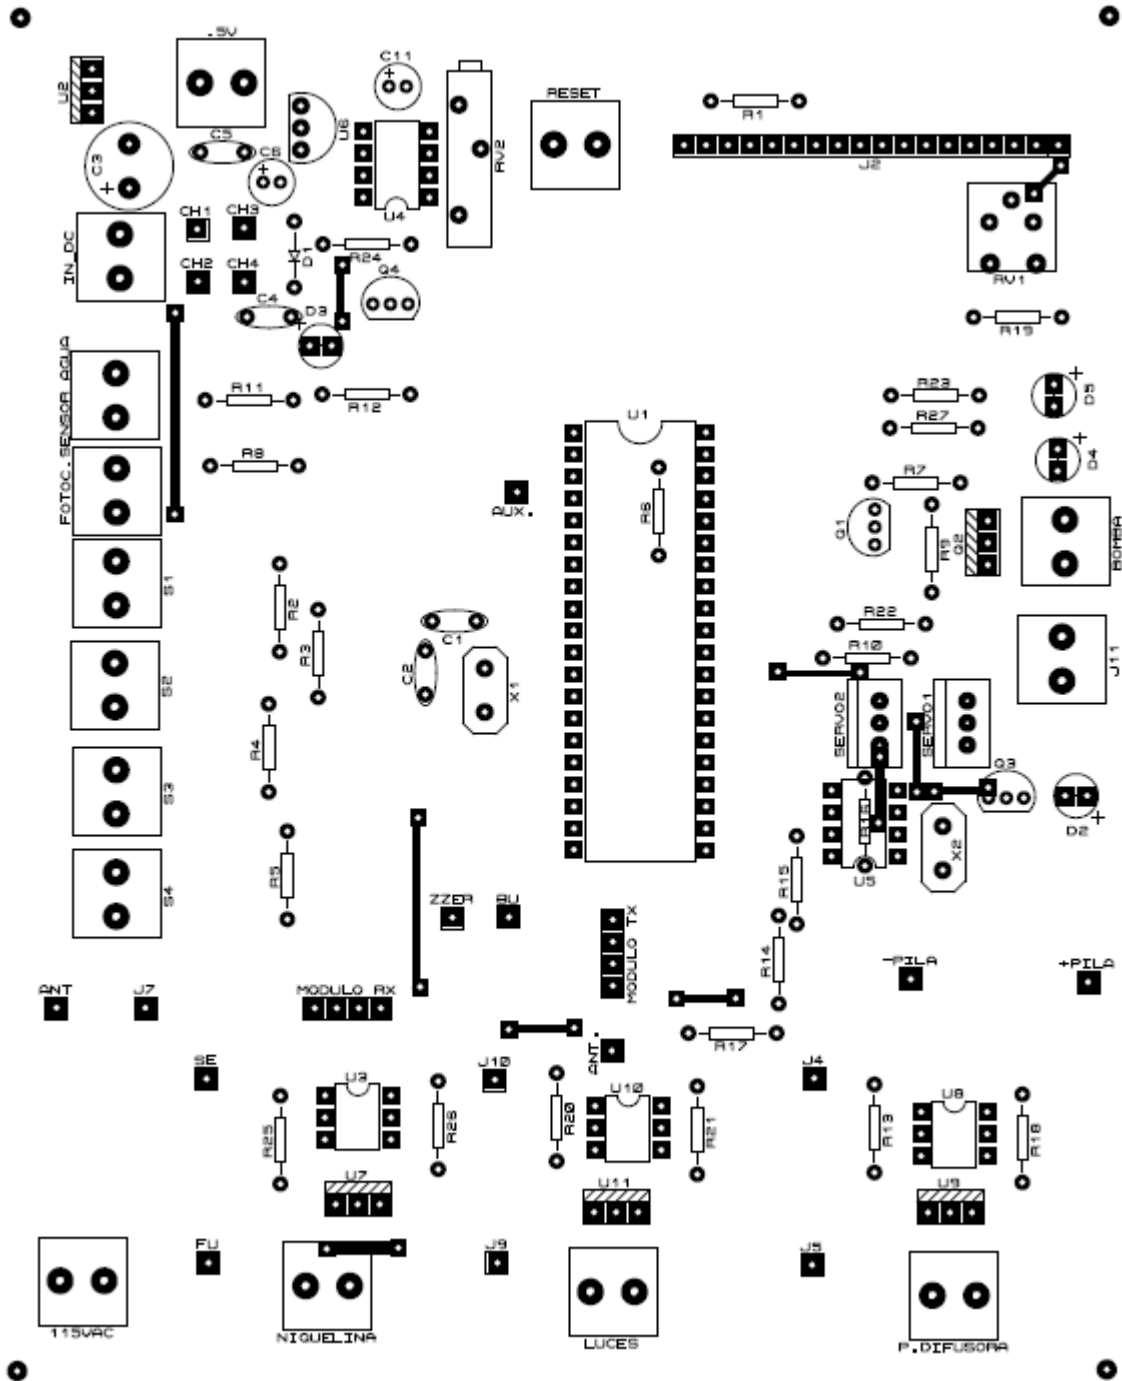 .5V
C11
U2
RESET
R1
U6
C5
C6
C3
RV2
J2
U4
CH1
CH3
IN_DC
R24
D1
CH2
CH4
Q4
RV1
C4
D3
R19
FOTOC.SENSOR AGUA
R11
R12
R23
D5
R27
U1
R8
D4
R7
AUX.
R6
Q1
R9
Q2
BOMBA
S1
R2
R3
C1
R22
R10
J11
C2
X1
S2
R4
SERVO2
SERVO1
S3
Q3
R16
X2
D2
U5
R5
R15
S4
ZZER
BU
MODULO TX
R14
-PILA
+PILA
ANT
J7
MODULO RX
ANT.
R17
SE
J10
J4
U3
U10
U8
R25
R26
R20
R21
R13
R18
U7
U11
U9
FU
J9
J5
115VAC
NIQUELINA
LUCES
P.DIFUSORA